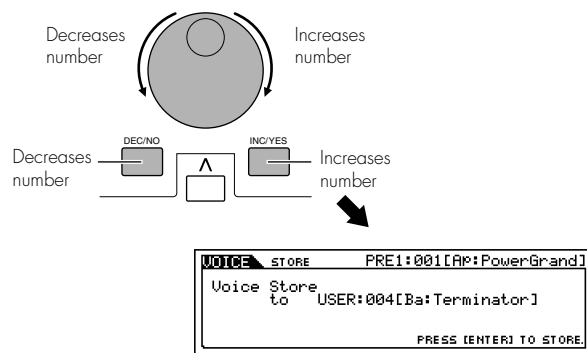 Decreases
number
Increases
number
DEC/NO
INC/YES
Decreases
number
Λ
Increases
number
VOICE STORE PRE1:001[AP:PowerGrand]
Voice Store
to USER:004[Ba:Terminator]
PRESS [ENTER] TO STORE.